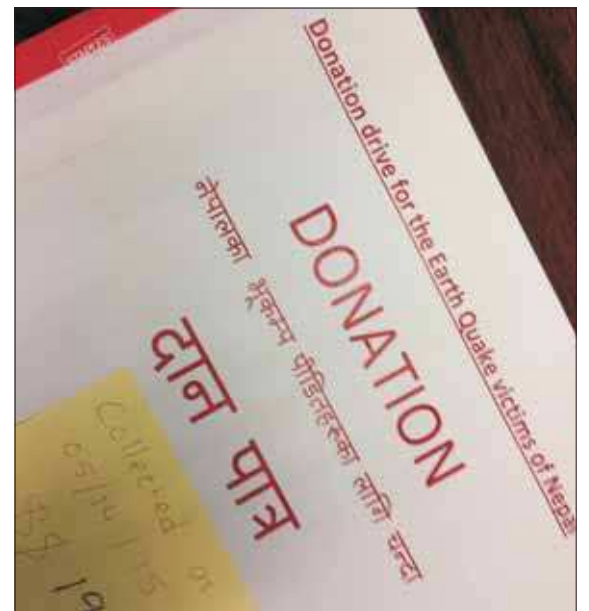 Donation drive for the Earth Quake victims of Nepal
DONATION
नेपालका भूकम्प पीडितहरुका लागि चन्दा
दान पात्र
Collected on
05/14/15
$
19